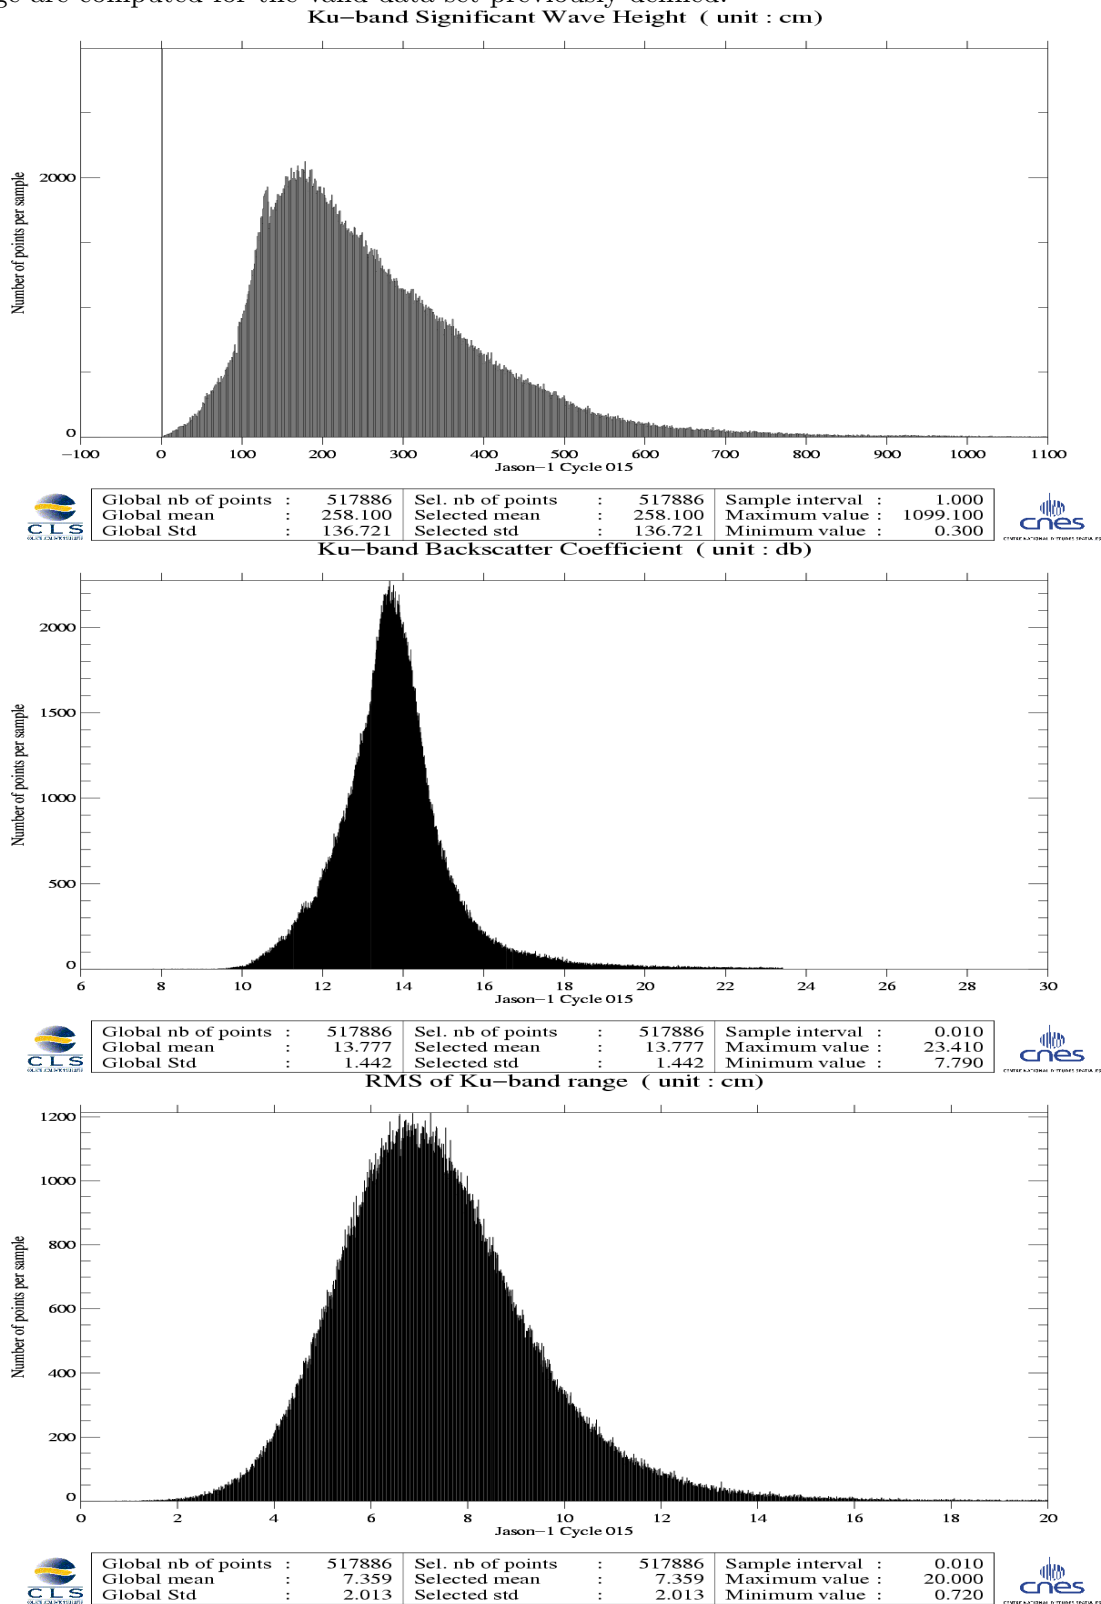 ge are computed for the valid data set previously defined.
Ku−band Significant Wave Height ( unit : cm)
Number of points per sample
2000
0
−100 0 100 200 300 400 500 600 700 800 900 1000 1100
Jason−1 Cycle 015
CLS
Global nb of points : 517886 Sel. nb of points : 517886 Sample interval : 1.000
Global mean : 258.100 Selected mean : 258.100 Maximum value : 1099.100
Global Std : 136.721 Selected std : 136.721 Minimum value : 0.300
cnes
Ku−band Backscatter Coefficient ( unit : db)
Number of points per sample
2000
1500
1000
500
0
6 8 10 12 14 16 18 20 22 24 26 28 30
Jason−1 Cycle 015
CLS
Global nb of points : 517886 Sel. nb of points : 517886 Sample interval : 0.010
Global mean : 13.777 Selected mean : 13.777 Maximum value : 23.410
Global Std : 1.442 Selected std : 1.442 Minimum value : 7.790
cnes
RMS of Ku−band range ( unit : cm)
Number of points per sample
1200
1000
800
600
400
200
0
0 2 4 6 8 10 12 14 16 18 20
Jason−1 Cycle 015
CLS
Global nb of points : 517886 Sel. nb of points : 517886 Sample interval : 0.010
Global mean : 7.359 Selected mean : 7.359 Maximum value : 20.000
Global Std : 2.013 Selected std : 2.013 Minimum value : 0.720
cnes